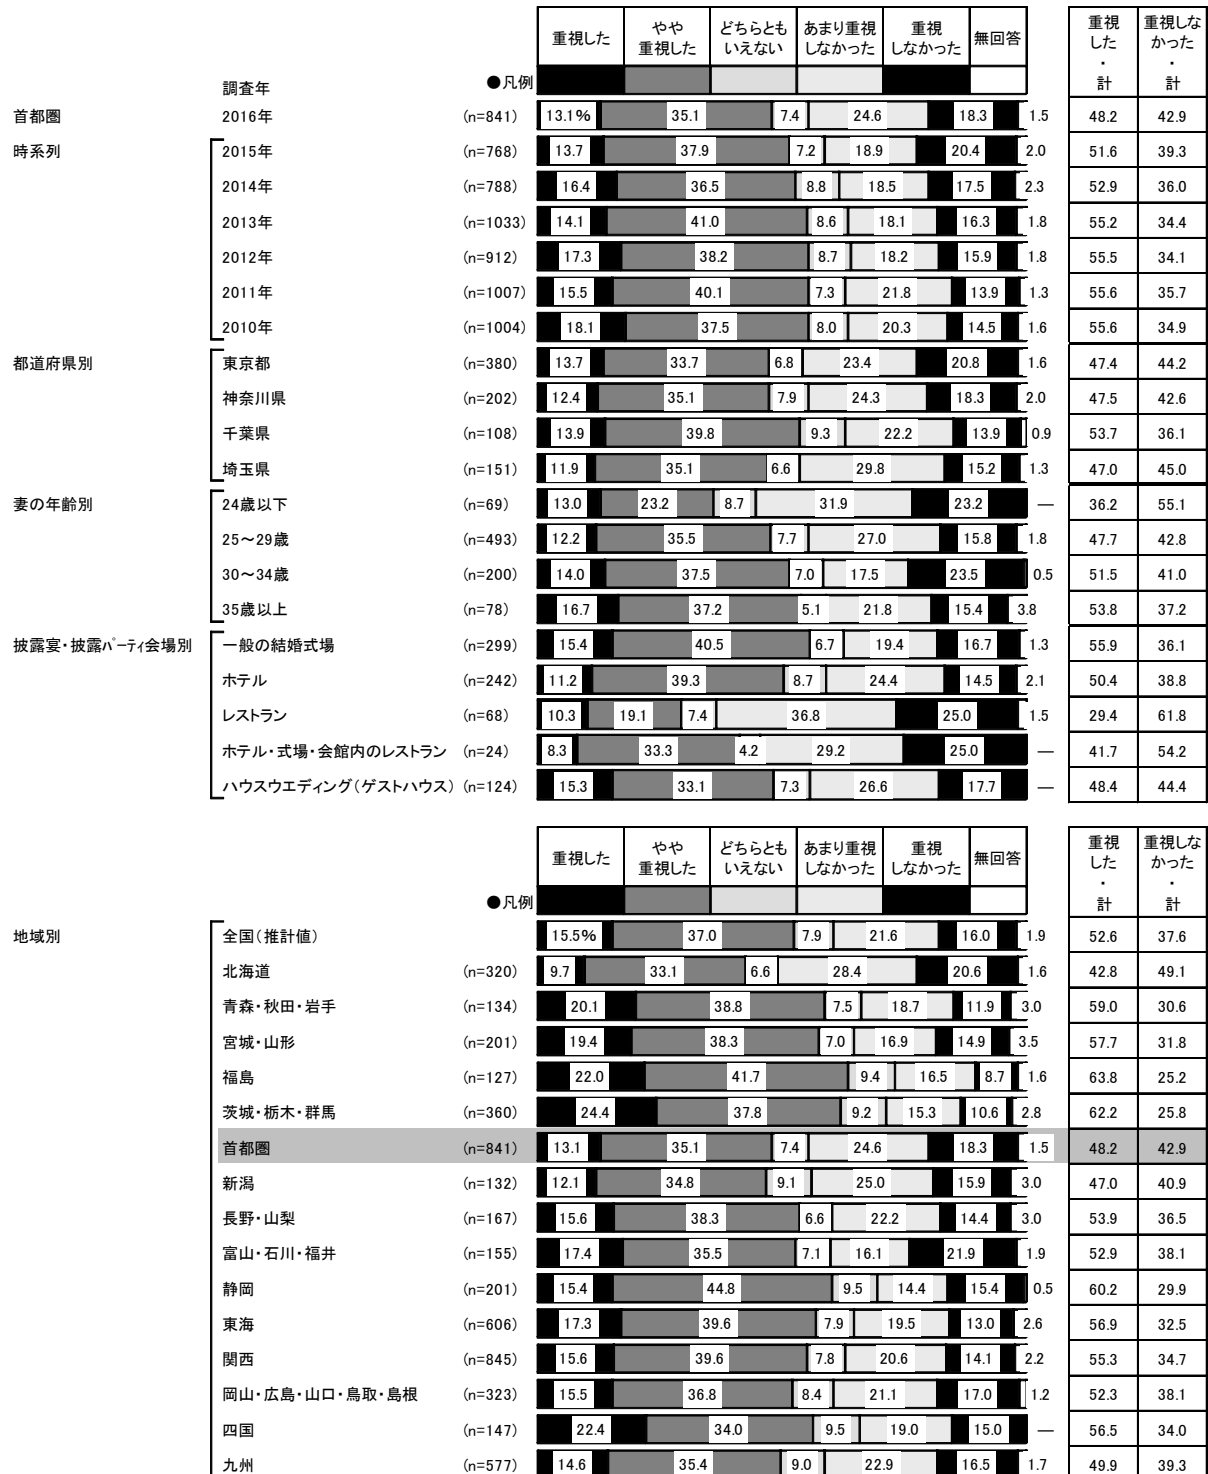 重視した やや重視した どちらともいえない あまり重視しなかった 重視しなかった 無回答 重視した・計 重視しなかった・計
調査年 ●凡例
首都圏 2016年 (n=841) 13.1% 35.1 7.4 24.6 18.3 1.5 48.2 42.9
時系列 2015年 (n=768) 13.7 37.9 7.2 18.9 20.4 2.0 51.6 39.3
2014年 (n=788) 16.4 36.5 8.8 18.5 17.5 2.3 52.9 36.0
2013年 (n=1033) 14.1 41.0 8.6 18.1 16.3 1.8 55.2 34.4
2012年 (n=912) 17.3 38.2 8.7 18.2 15.9 1.8 55.5 34.1
2011年 (n=1007) 15.5 40.1 7.3 21.8 13.9 1.3 55.6 35.7
2010年 (n=1004) 18.1 37.5 8.0 20.3 14.5 1.6 55.6 34.9
都道府県別 東京都 (n=380) 13.7 33.7 6.8 23.4 20.8 1.6 47.4 44.2
神奈川県 (n=202) 12.4 35.1 7.9 24.3 18.3 2.0 47.5 42.6
千葉県 (n=108) 13.9 39.8 9.3 22.2 13.9 0.9 53.7 36.1
埼玉県 (n=151) 11.9 35.1 6.6 29.8 15.2 1.3 47.0 45.0
妻の年齢別 24歳以下 (n=69) 13.0 23.2 8.7 31.9 23.2 — 36.2 55.1
25〜29歳 (n=493) 12.2 35.5 7.7 27.0 15.8 1.8 47.7 42.8
30〜34歳 (n=200) 14.0 37.5 7.0 17.5 23.5 0.5 51.5 41.0
35歳以上 (n=78) 16.7 37.2 5.1 21.8 15.4 3.8 53.8 37.2
披露宴・披露ﾊﾟｰﾃｨ会場別 一般の結婚式場 (n=299) 15.4 40.5 6.7 19.4 16.7 1.3 55.9 36.1
ホテル (n=242) 11.2 39.3 8.7 24.4 14.5 2.1 50.4 38.8
レストラン (n=68) 10.3 19.1 7.4 36.8 25.0 1.5 29.4 61.8
ホテル・式場・会館内のレストラン (n=24) 8.3 33.3 4.2 29.2 25.0 — 41.7 54.2
ハウスウエディング(ゲストハウス) (n=124) 15.3 33.1 7.3 26.6 17.7 — 48.4 44.4
重視した やや重視した どちらともいえない あまり重視しなかった 重視しなかった 無回答 重視した・計 重視しなかった・計
●凡例
地域別 全国(推計値) 15.5% 37.0 7.9 21.6 16.0 1.9 52.6 37.6
北海道 (n=320) 9.7 33.1 6.6 28.4 20.6 1.6 42.8 49.1
青森・秋田・岩手 (n=134) 20.1 38.8 7.5 18.7 11.9 3.0 59.0 30.6
宮城・山形 (n=201) 19.4 38.3 7.0 16.9 14.9 3.5 57.7 31.8
福島 (n=127) 22.0 41.7 9.4 16.5 8.7 1.6 63.8 25.2
茨城・栃木・群馬 (n=360) 24.4 37.8 9.2 15.3 10.6 2.8 62.2 25.8
首都圏 (n=841) 13.1 35.1 7.4 24.6 18.3 1.5 48.2 42.9
新潟 (n=132) 12.1 34.8 9.1 25.0 15.9 3.0 47.0 40.9
長野・山梨 (n=167) 15.6 38.3 6.6 22.2 14.4 3.0 53.9 36.5
富山・石川・福井 (n=155) 17.4 35.5 7.1 16.1 21.9 1.9 52.9 38.1
静岡 (n=201) 15.4 44.8 9.5 14.4 15.4 0.5 60.2 29.9
東海 (n=606) 17.3 39.6 7.9 19.5 13.0 2.6 56.9 32.5
関西 (n=845) 15.6 39.6 7.8 20.6 14.1 2.2 55.3 34.7
岡山・広島・山口・鳥取・島根 (n=323) 15.5 36.8 8.4 21.1 17.0 1.2 52.3 38.1
四国 (n=147) 22.4 34.0 9.5 19.0 15.0 — 56.5 34.0
九州 (n=577) 14.6 35.4 9.0 22.9 16.5 1.7 49.9 39.3